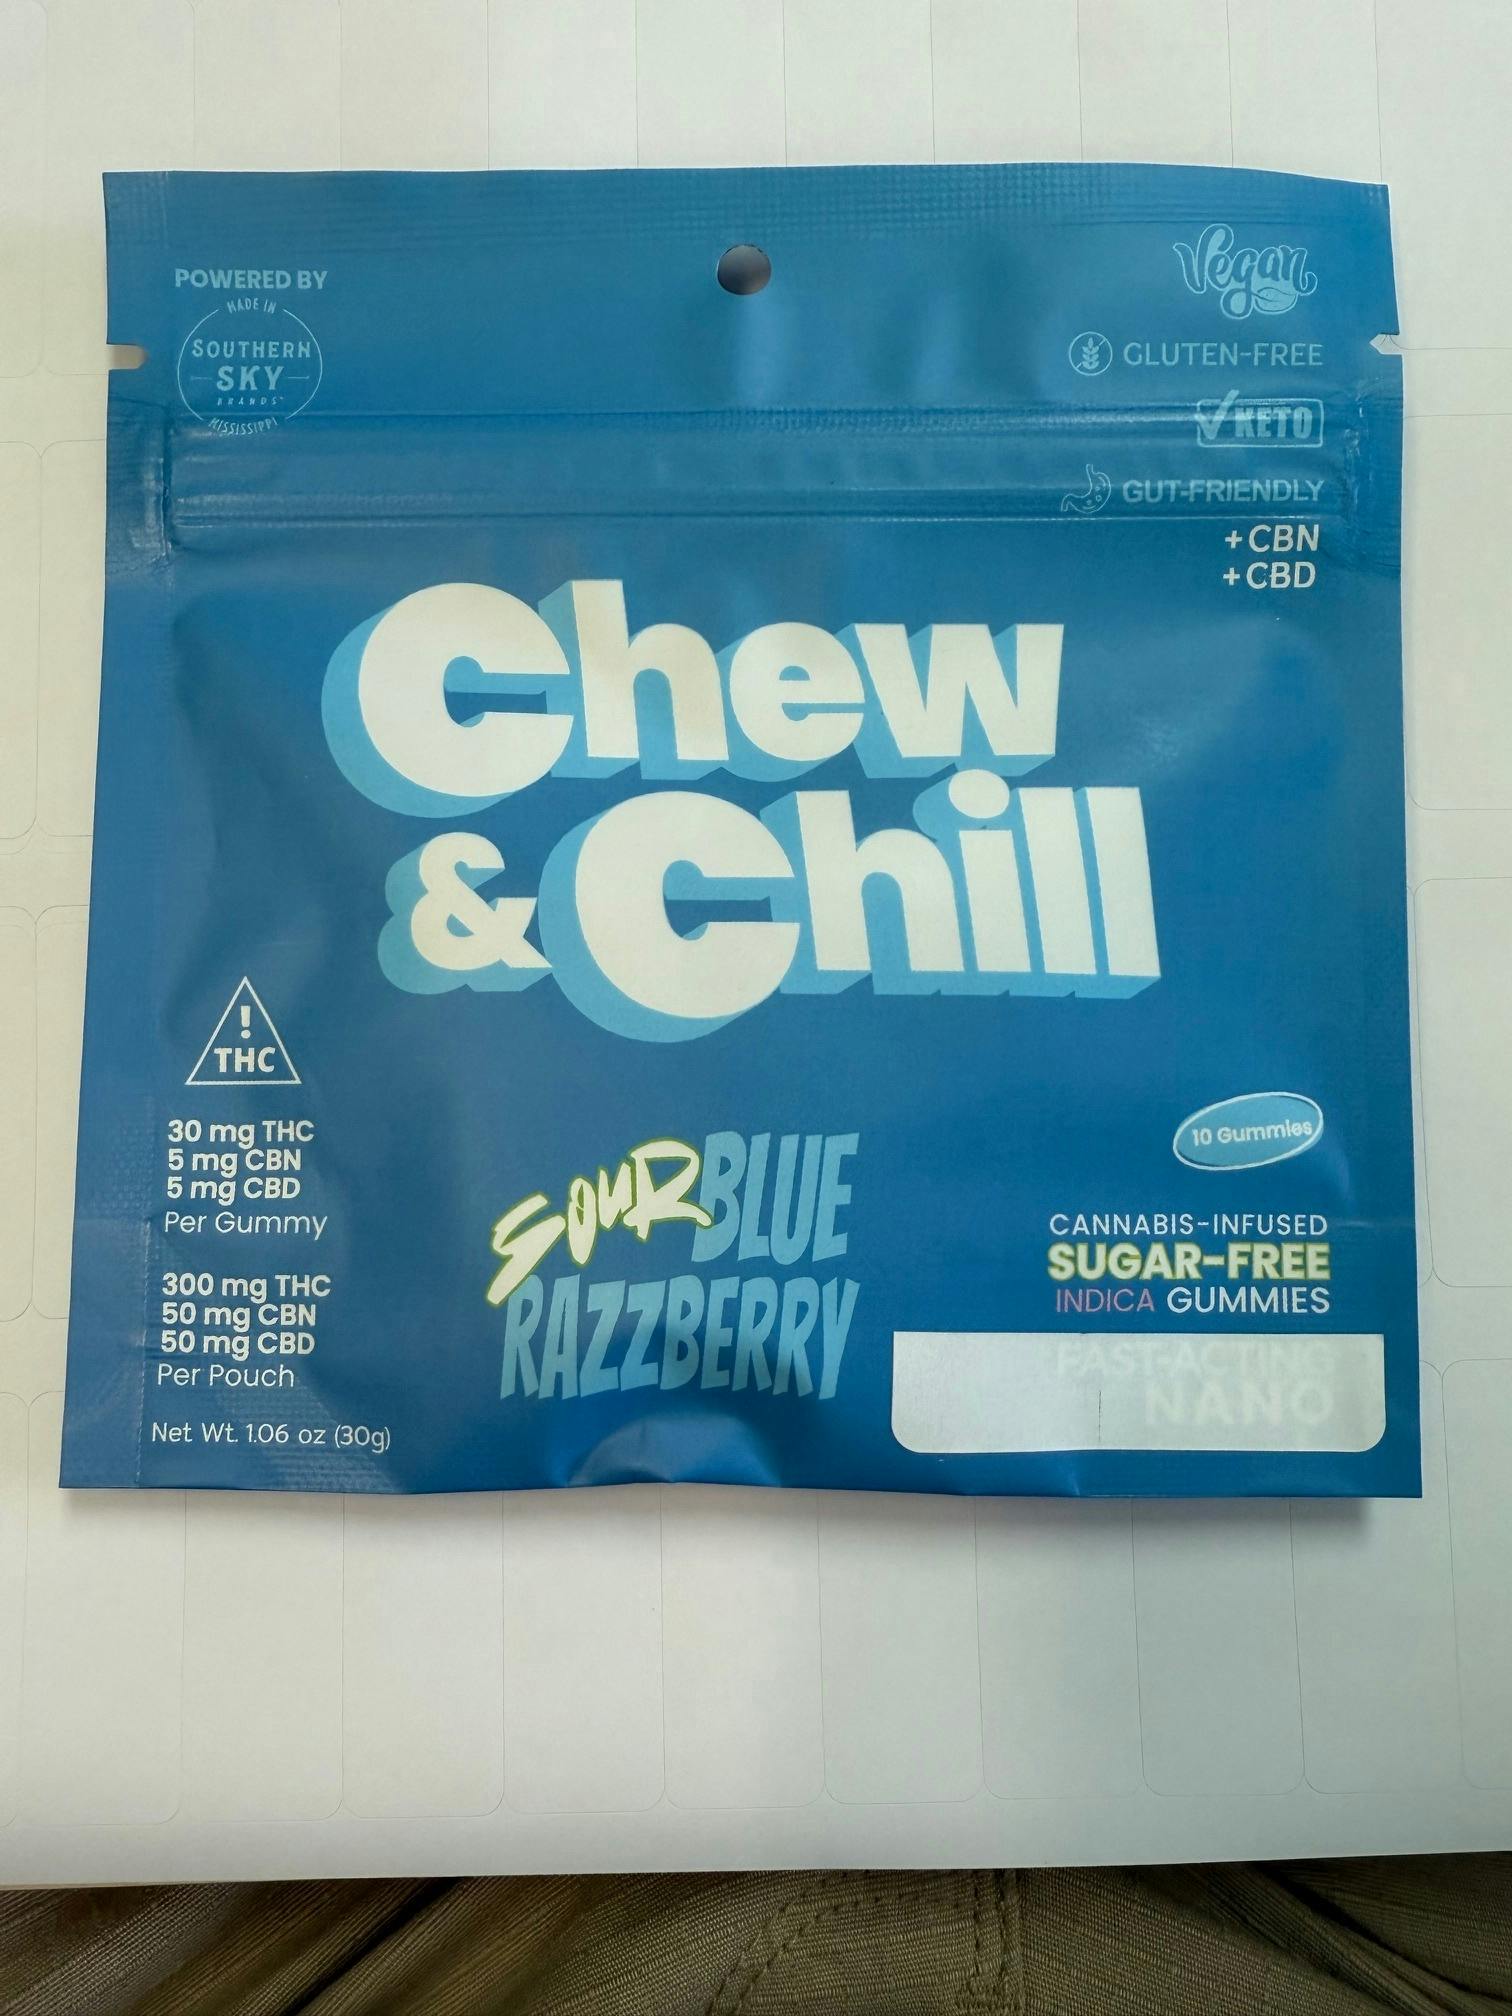 POWERED BY
MADE IN
SOUTHERN
SKY
BRANDS
MISSISSIPPI
Vegan
GLUTEN-FREE
✓KETO
GUT-FRIENDLY
+CBN
+CBD
Chew
& Chill
!
THC
30 mg THC
5 mg CBN
5 mg CBD
Per Gummy
300 mg THC
50 mg CBN
50 mg CBD
Per Pouch
Net Wt. 1.06 oz (30g)
SOUR BLUE
RAZZBERRY
10 Gummies
CANNABIS-INFUSED
SUGAR-FREE
INDICA GUMMIES
FAST-ACTING
NANO